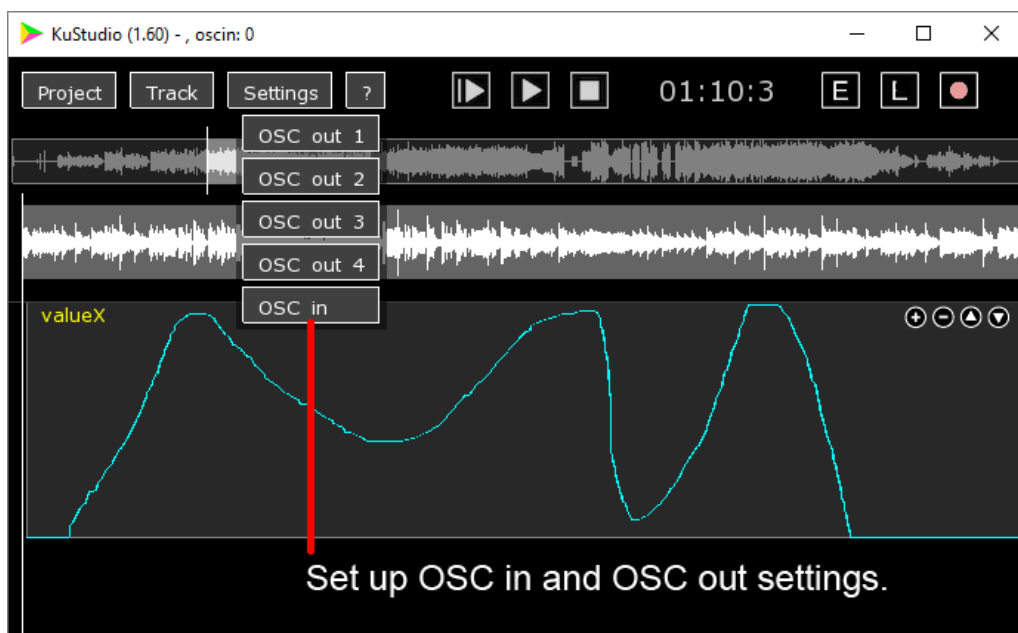 KuStudio (1.60) - , oscin: 0
Project Track Settings ? 01:10:3 E L
OSC out 1
OSC out 2
OSC out 3
OSC out 4
OSC in
valueX
Set up OSC in and OSC out settings.